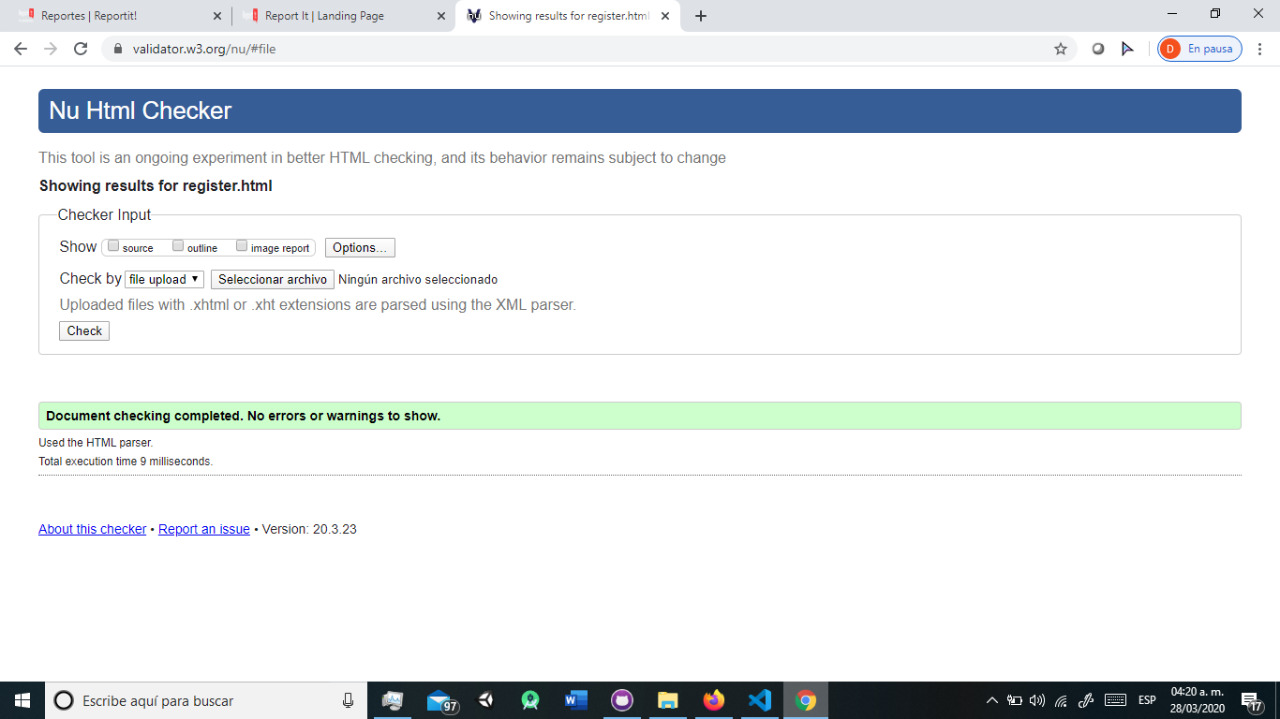 Reportes | Reportit!
Report It | Landing Page
Showing results for register.html
validator.w3.org/nu/#file
D En pausa
Nu Html Checker
This tool is an ongoing experiment in better HTML checking, and its behavior remains subject to change
Showing results for register.html
Checker Input
Show source outline image report Options...
Check by file upload Seleccionar archivo Ningún archivo seleccionado
Uploaded files with .xhtml or .xht extensions are parsed using the XML parser.
Check
Document checking completed. No errors or warnings to show.
Used the HTML parser.
Total execution time 9 milliseconds.
About this checker • Report an issue • Version: 20.3.23
Escribe aquí para buscar
97
ESP
04:20 a. m.
28/03/2020
17